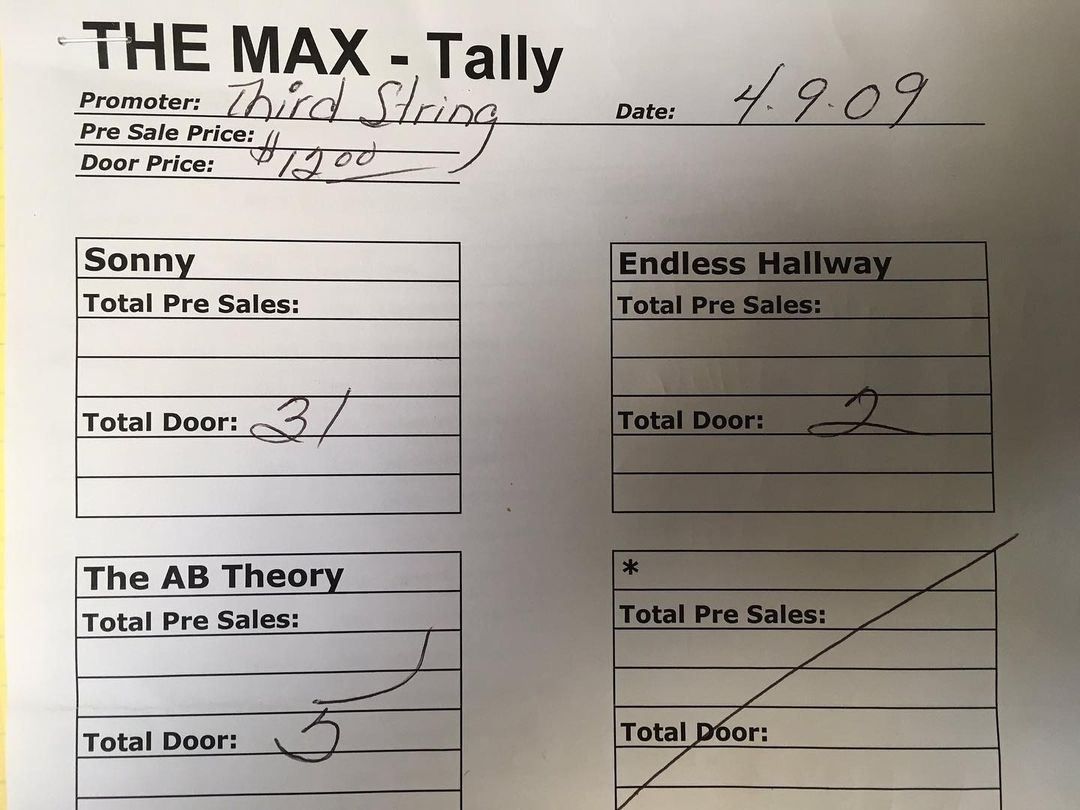 THE MAX - Tally
Promoter: Third String
Date: 4.9.09
Pre Sale Price:
Door Price: $12.00
Sonny
Total Pre Sales:
Total Door: 31
Endless Hallway
Total Pre Sales:
Total Door: 2
The AB Theory
Total Pre Sales:
Total Door: 5
*
Total Pre Sales:
Total Door: